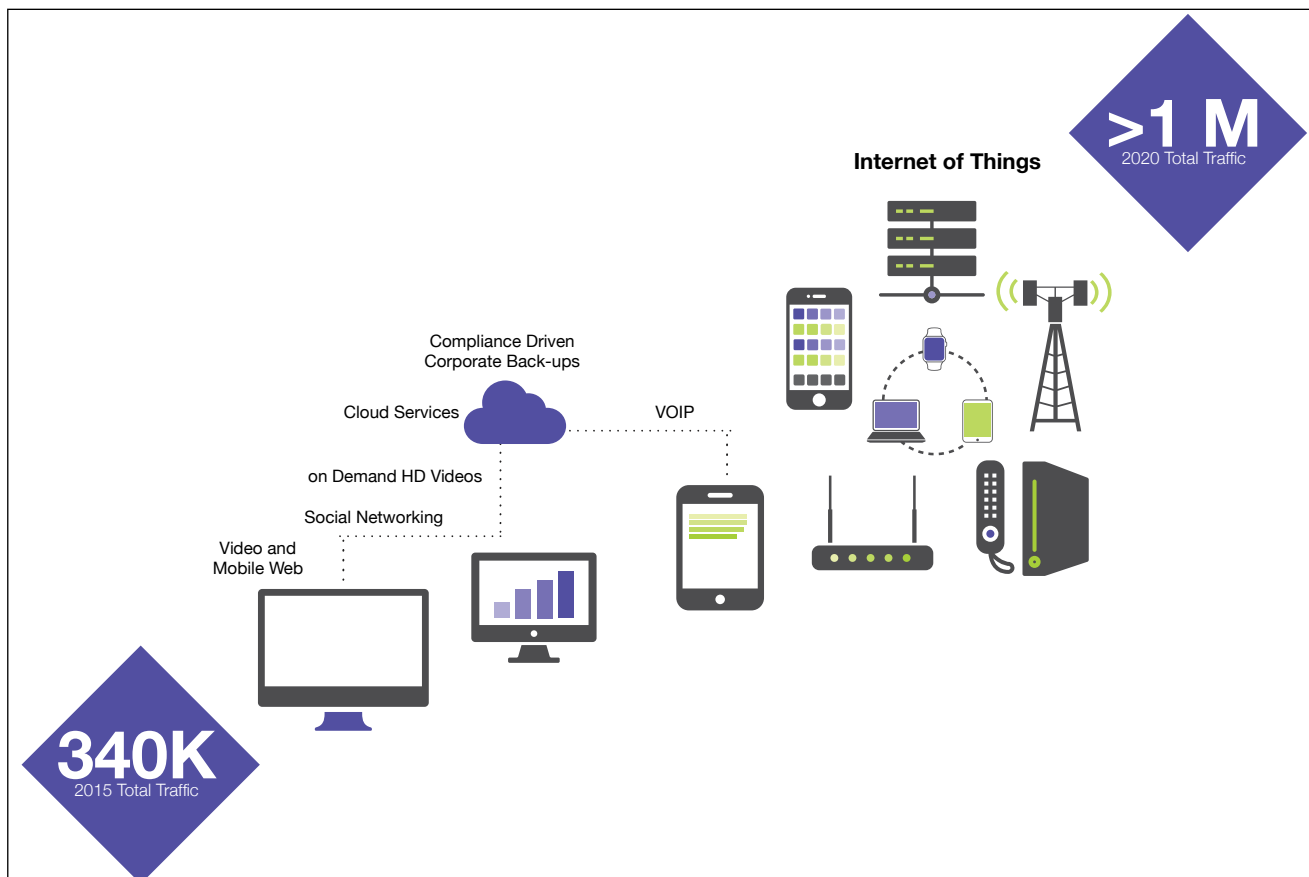 >1 M
2020 Total Traffic
Internet of Things
Compliance Driven
Corporate Back-ups
Cloud Services
VOIP
on Demand HD Videos
Social Networking
Video and
Mobile Web
340K
2015 Total Traffic